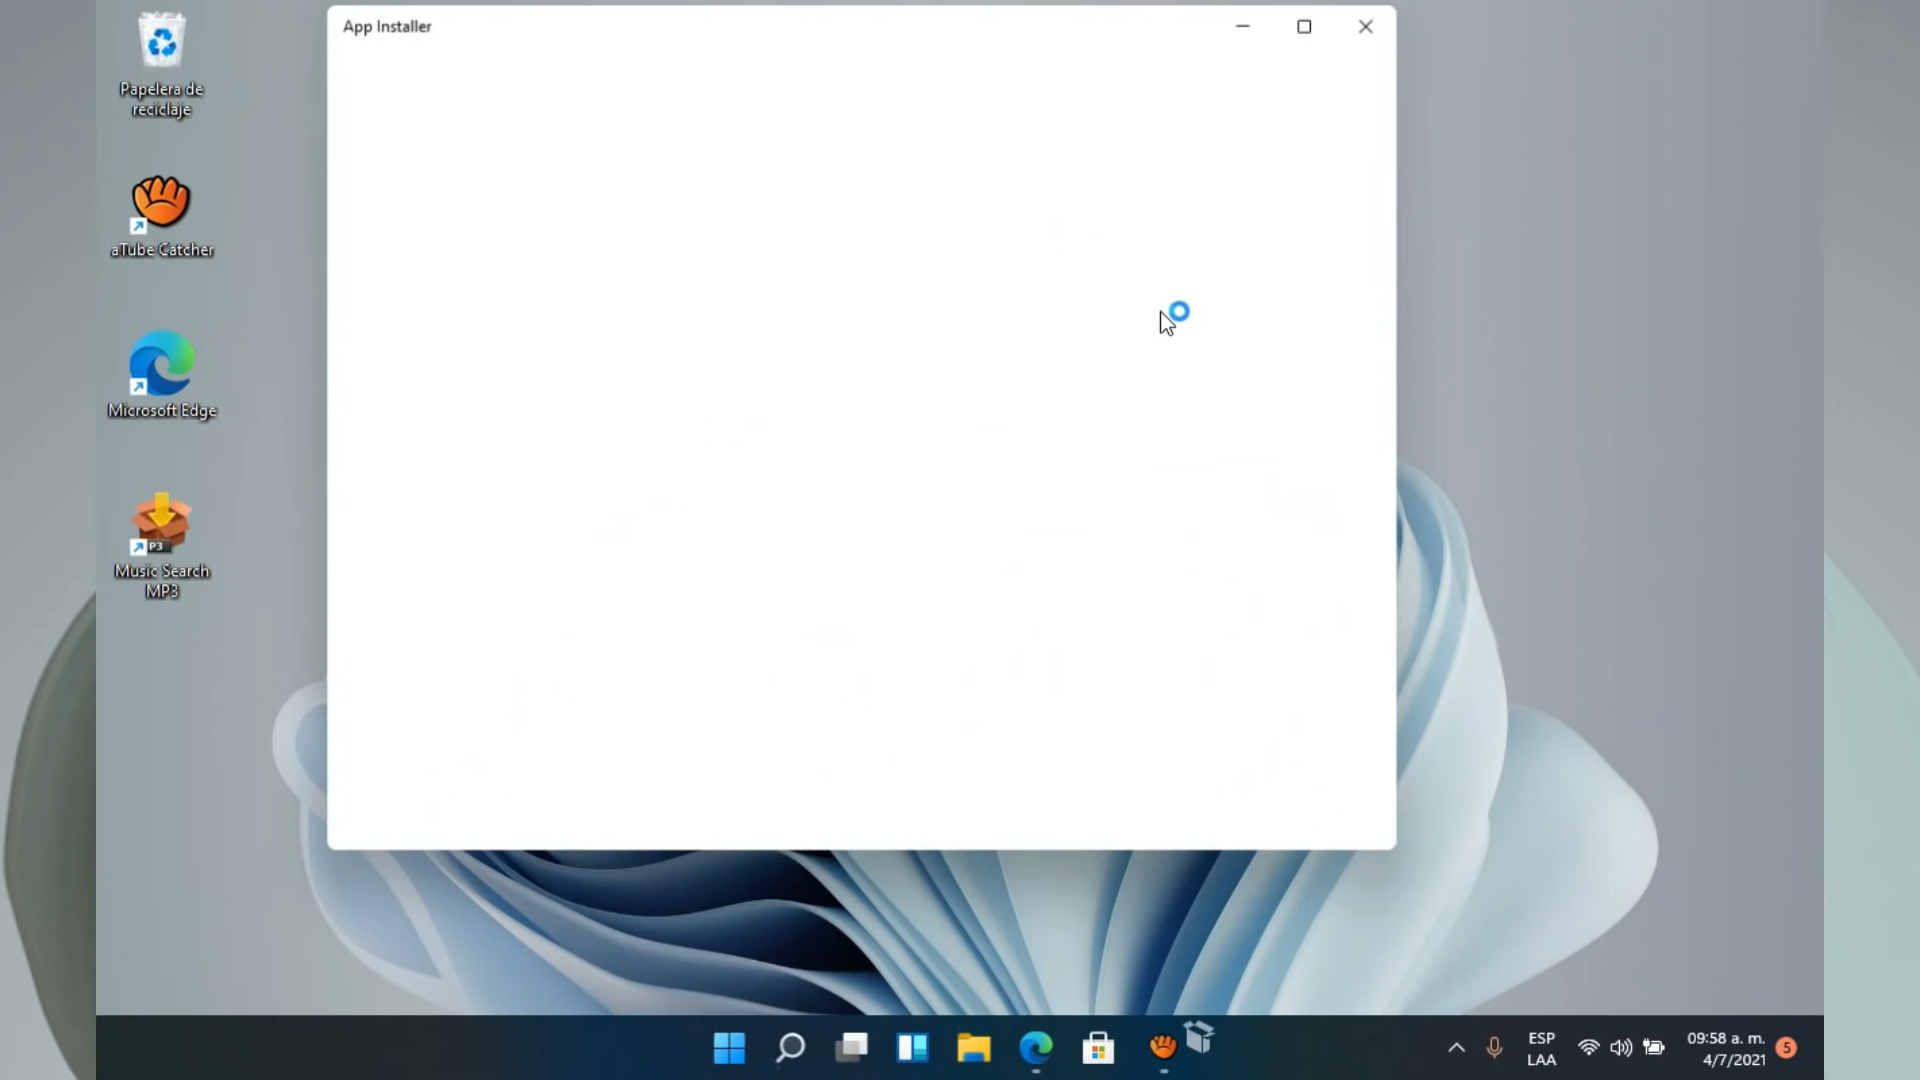 App Installer
Papelera de
reciclaje
aTube Catcher
Microsoft Edge
P3
Music Search
MP3
ESP
LAA
09:58 a. m.
4/7/2021
5